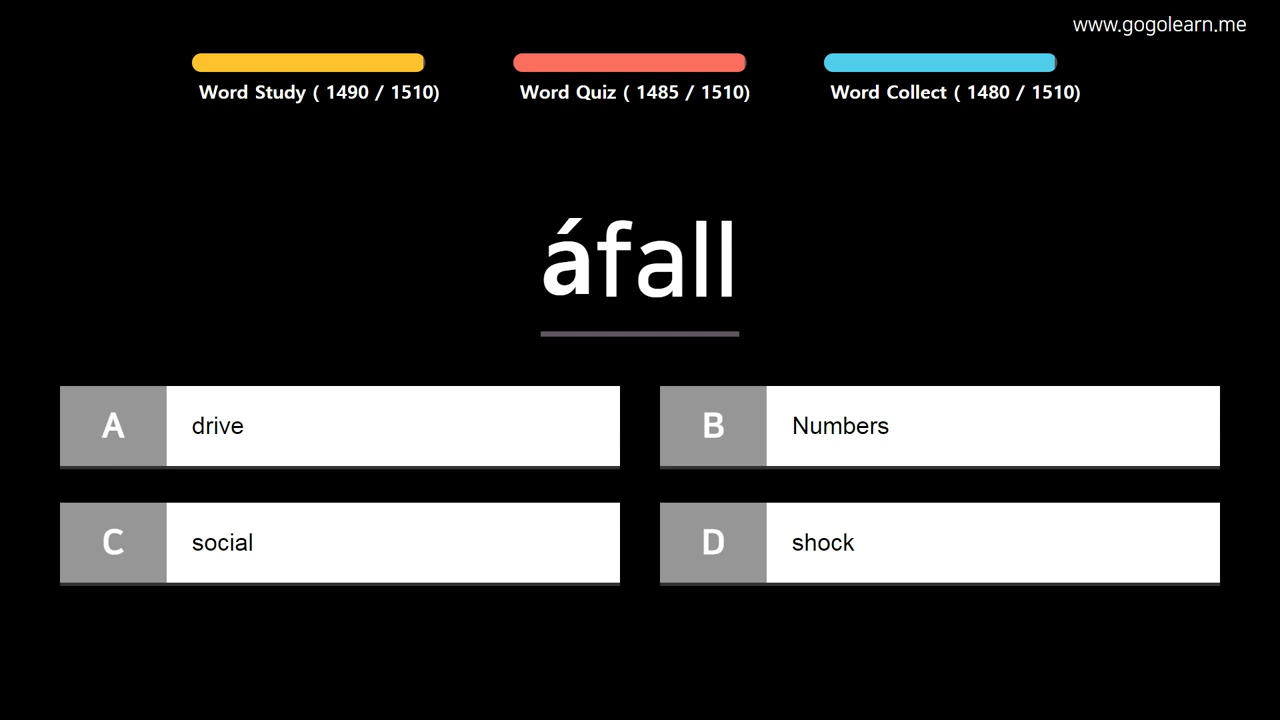 www.gogolearn.me
Word Study ( 1490 / 1510)
Word Quiz ( 1485 / 1510)
Word Collect ( 1480 / 1510)
áfall
A drive
B Numbers
C social
D shock